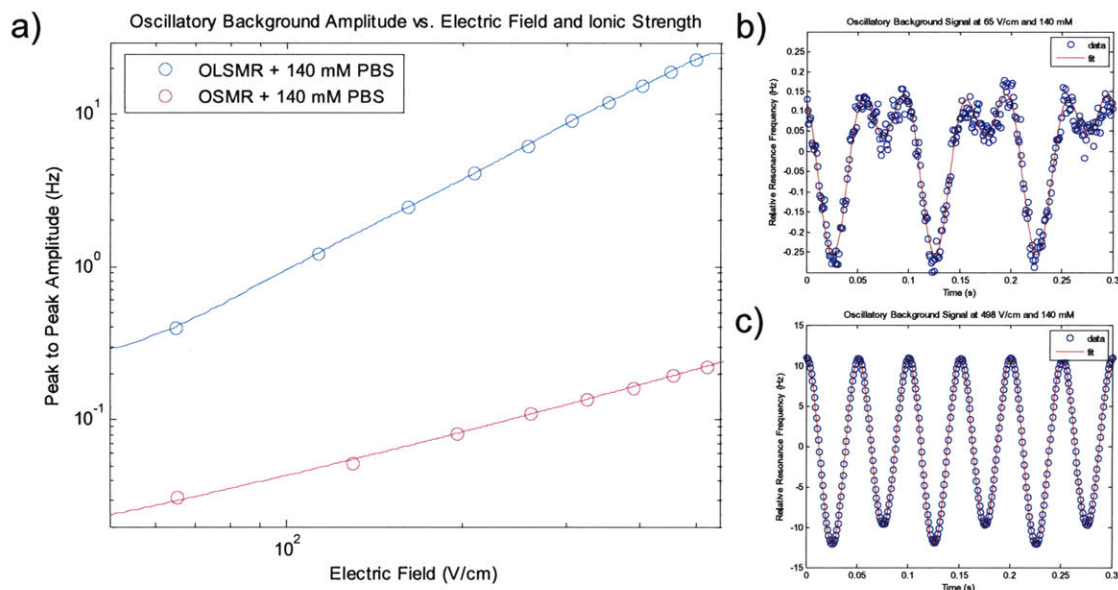 a)
Oscillatory Background Amplitude vs. Electric Field and Ionic Strength
OLSMR + 140 mM PBS
OSMR + 140 mM PBS
10^1
10^0
10^-1
Peak to Peak Amplitude (Hz)
10^2
Electric Field (V/cm)
b)
Oscillatory Background Signal at 65 V/cm and 140 mM
data
fit
0.25
0.2
0.15
0.1
0.05
0
-0.05
-0.1
-0.15
-0.2
-0.25
Relative Resonance Frequency (Hz)
0 0.05 0.1 0.15 0.2 0.25 0.3
Time (s)
c)
Oscillatory Background Signal at 498 V/cm and 140 mM
data
fit
15
10
5
0
-5
-10
-15
Relative Resonance Frequency (Hz)
0 0.05 0.1 0.15 0.2 0.25 0.3
Time (s)